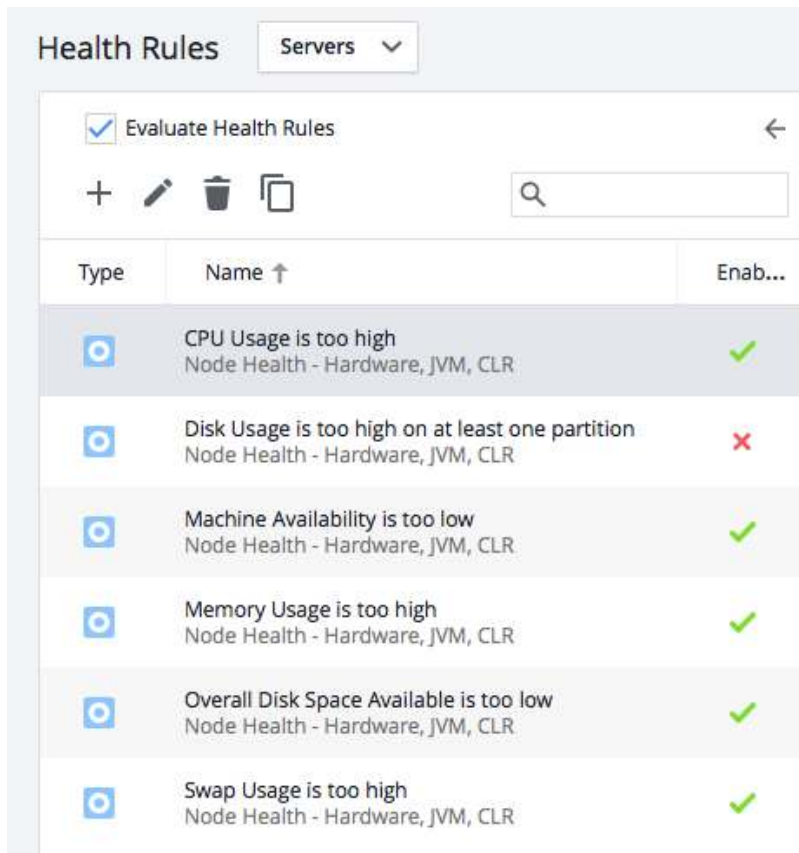 Health Rules
Servers
Evaluate Health Rules
Type Name Enab...
CPU Usage is too high
Node Health - Hardware, JVM, CLR
Disk Usage is too high on at least one partition
Node Health - Hardware, JVM, CLR
Machine Availability is too low
Node Health - Hardware, JVM, CLR
Memory Usage is too high
Node Health - Hardware, JVM, CLR
Overall Disk Space Available is too low
Node Health - Hardware, JVM, CLR
Swap Usage is too high
Node Health - Hardware, JVM, CLR